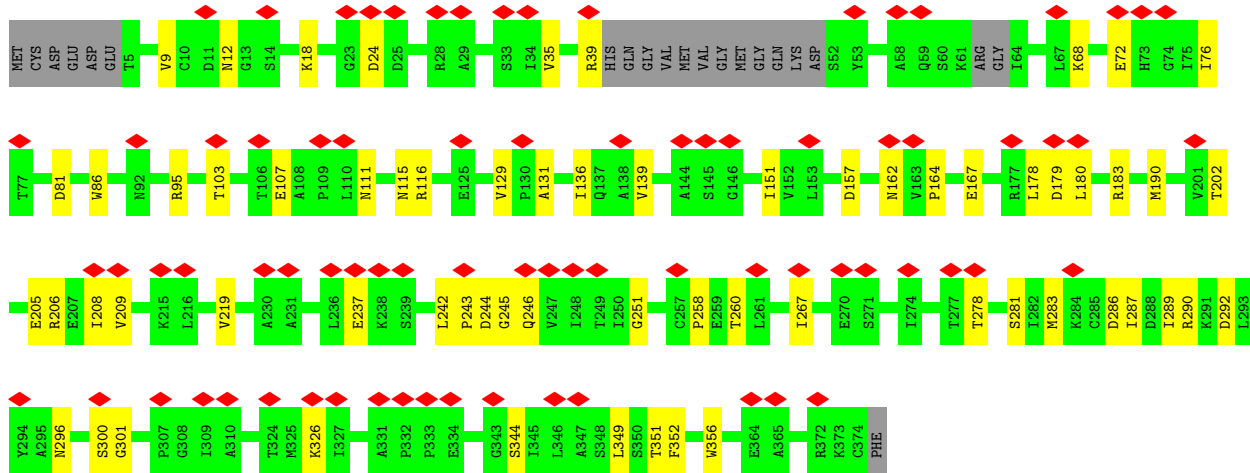 MET CYS ASP GLU ASP GLU T5 V9 C10 D11 N12 G13 S14 K18 G23 D24 D25 R28 A29 S33 I34 V35 R39 HIS GLN GLY VAL MET VAL GLY MET GLY GLN LYS ASP S52 Y53 A58 Q59 S60 K61 ARG GLY I64 L67 K68 E72 H73 G74 I75 I76
T77 D81 W86 N92 R95 T103 T106 E107 A108 P109 L110 N111 N115 R116 E125 V129 P130 A131 I136 Q137 A138 V139 A144 S145 G146 I151 V152 L153 D157 N162 V163 P164 E167 R177 L178 D179 L180 R183 M190 V201 T202
E205 R206 E207 I208 V209 K215 L216 V219 A230 A231 L236 E237 K238 S239 L242 P243 D244 G245 Q246 V247 I248 T249 I250 G251 C257 P258 E259 T260 L261 I267 E270 S271 I274 T277 T278 S281 I282 M283 K284 C285 D286 I287 D288 I289 R290 K291 D292 L293
Y294 A295 N296 S300 G301 P307 G308 I309 A310 T324 M325 K326 I327 A331 P332 P333 E334 G343 S344 I345 L346 A347 S348 L349 S350 T351 F352 W356 E364 A365 R372 K373 C374 PHE